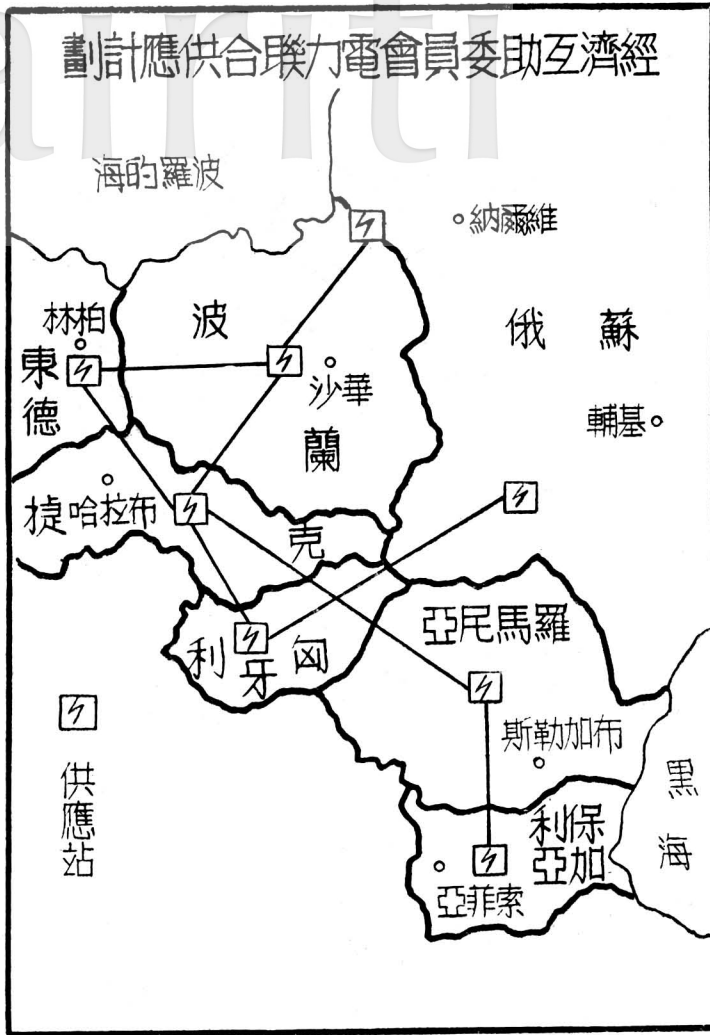 airiti
經濟互助委員會電力聯合供應計劃
波羅的海
維爾納
波蘭
蘇俄
柏林
東德
華沙
基輔
布拉哈
捷克
羅馬尼亞
匈牙利
布加勒斯
黑海
供應站
保加
利亞
索菲亞